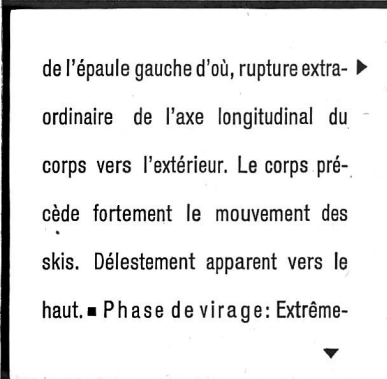 de l'épaule gauche d'où, rupture extra- ▶
ordinaire de l'axe longitudinal du
corps vers l'extérieur. Le corps pré-
cède fortement le mouvement des
skis. Délestement apparent vers le
haut. ■ Phase de virage: Extrême-
▼